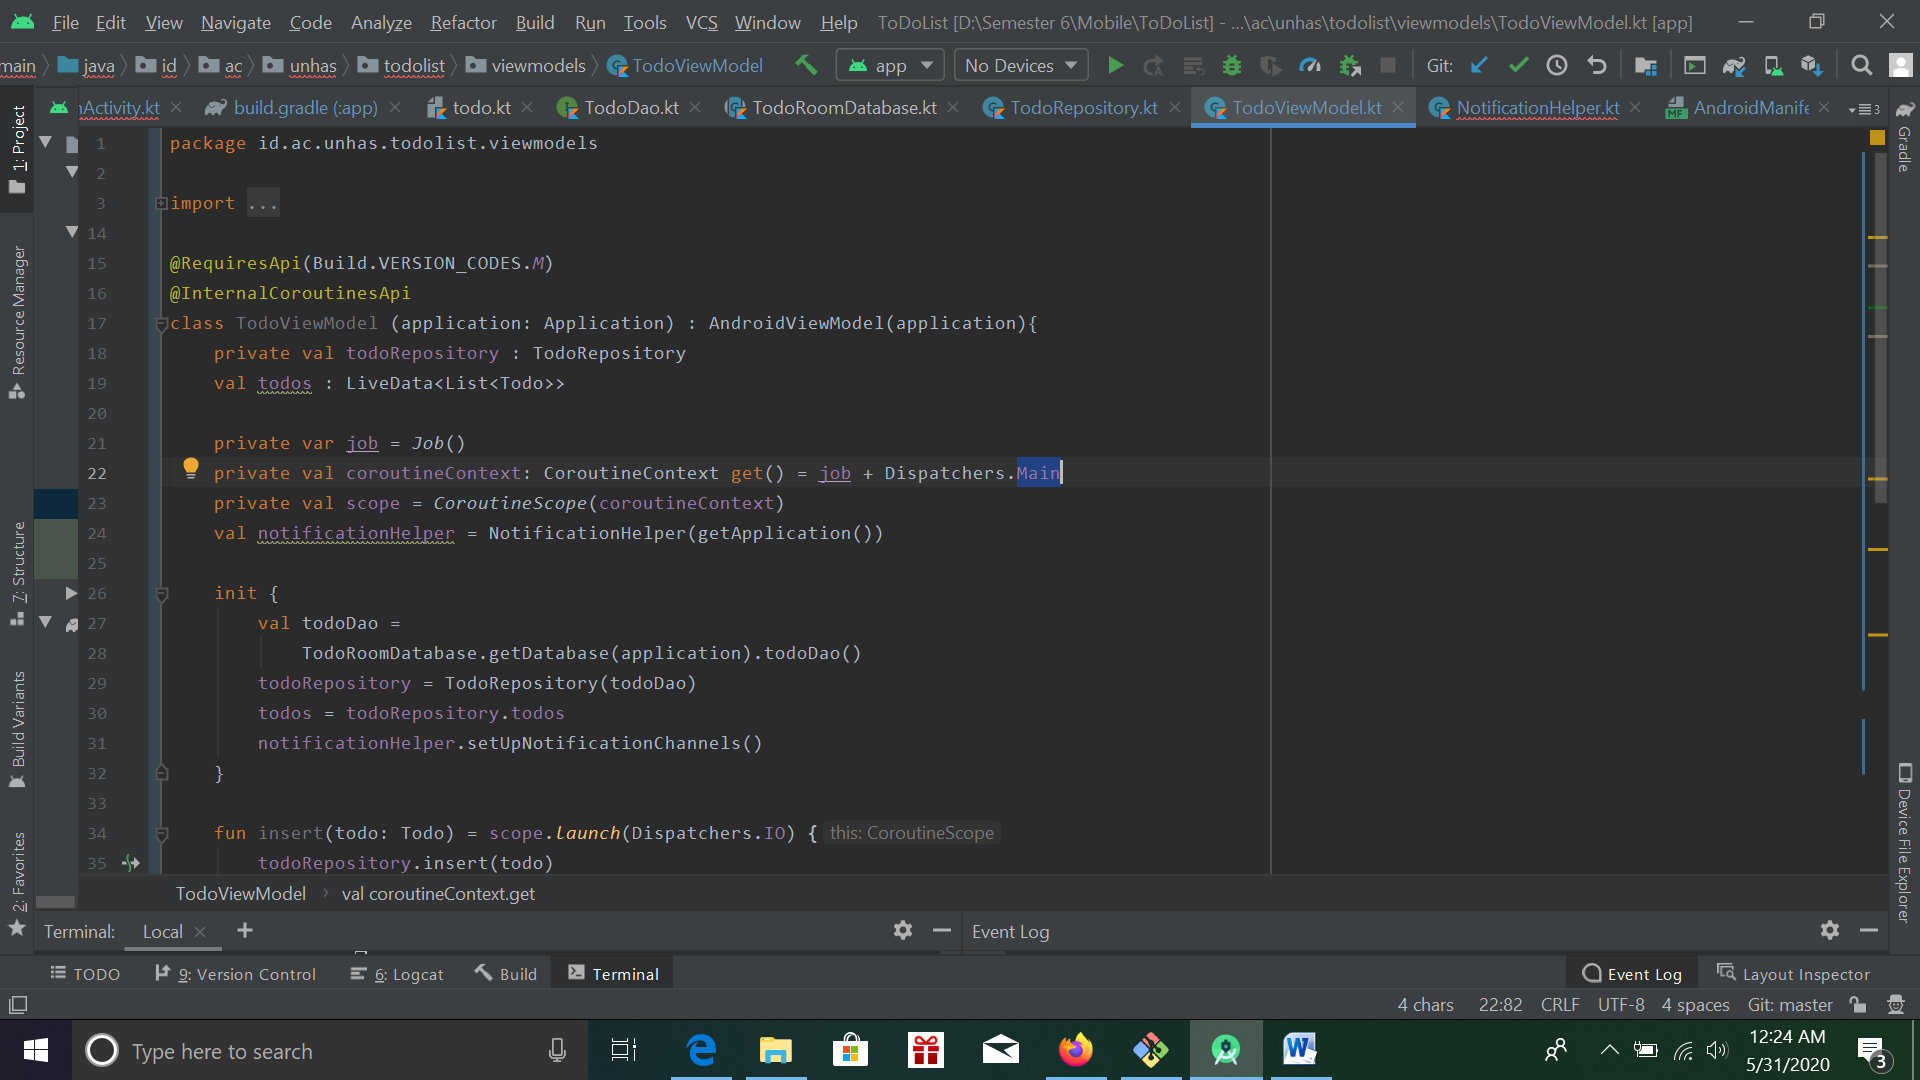 File Edit View Navigate Code Analyze Refactor Build Run Tools VCS Window Help ToDoList [D:\Semester 6\Mobile\ToDoList] - ...\ac\unhas\todolist\viewmodels\TodoViewModel.kt [app]
main java id ac unhas todolist viewmodels TodoViewModel app No Devices Git:
nActivity.kt build.gradle (:app) todo.kt TodoDao.kt TodoRoomDatabase.kt TodoRepository.kt TodoViewModel.kt NotificationHelper.kt AndroidManife 3
1 package id.ac.unhas.todolist.viewmodels
2
3 import ...
14
15 @RequiresApi(Build.VERSION_CODES.M)
16 @InternalCoroutinesApi
17 class TodoViewModel (application: Application) : AndroidViewModel(application){
18 private val todoRepository : TodoRepository
19 val todos : LiveData<List<Todo>>
20
21 private var job = Job()
22 private val coroutineContext: CoroutineContext get() = job + Dispatchers.Main
23 private val scope = CoroutineScope(coroutineContext)
24 val notificationHelper = NotificationHelper(getApplication())
25
26 init {
27 val todoDao =
28 TodoRoomDatabase.getDatabase(application).todoDao()
29 todoRepository = TodoRepository(todoDao)
30 todos = todoRepository.todos
31 notificationHelper.setUpNotificationChannels()
32 }
33
34 fun insert(todo: Todo) = scope.launch(Dispatchers.IO) { this: CoroutineScope
35 todoRepository.insert(todo)
TodoViewModel val coroutineContext.get
1: Project
Resource Manager
7: Structure
Build Variants
2: Favorites
Gradle
Device File Explorer
Terminal: Local + Event Log
TODO 9: Version Control 6: Logcat Build Terminal Event Log Layout Inspector
4 chars 22:82 CRLF UTF-8 4 spaces Git: master
Type here to search
12:24 AM
5/31/2020
3